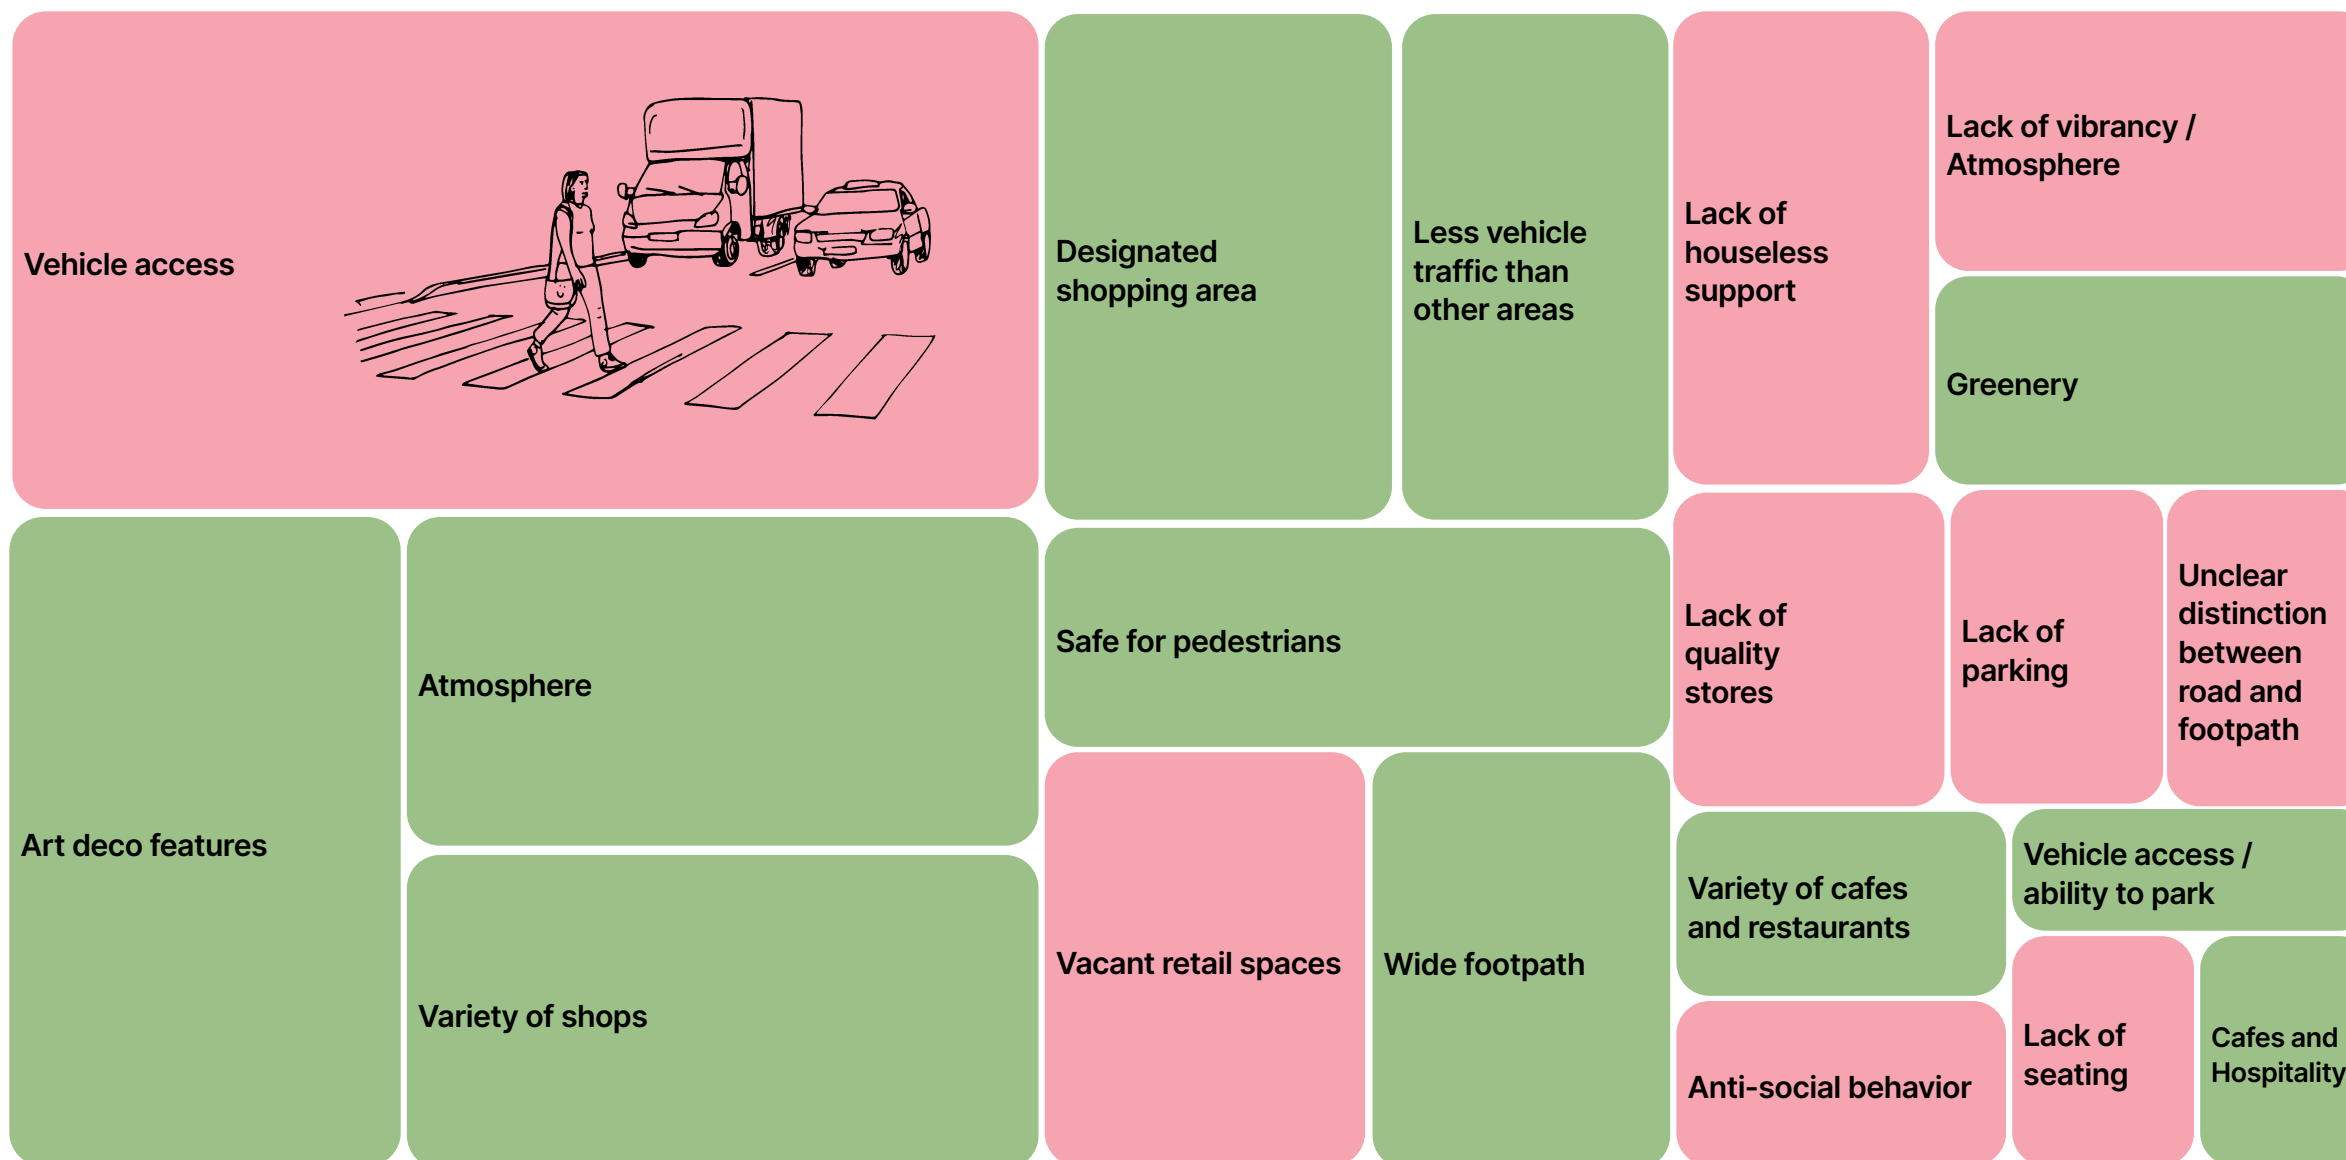 Vehicle access
Designated
shopping area
Less vehicle
traffic than
other areas
Lack of
houseless
support
Lack of vibrancy /
Atmosphere
Greenery
Art deco features
Atmosphere
Variety of shops
Safe for pedestrians
Vacant retail spaces
Wide footpath
Lack of
quality
stores
Lack of
parking
Unclear
distinction
between
road and
footpath
Variety of cafes
and restaurants
Vehicle access /
ability to park
Anti-social behavior
Lack of
seating
Cafes and
Hospitality